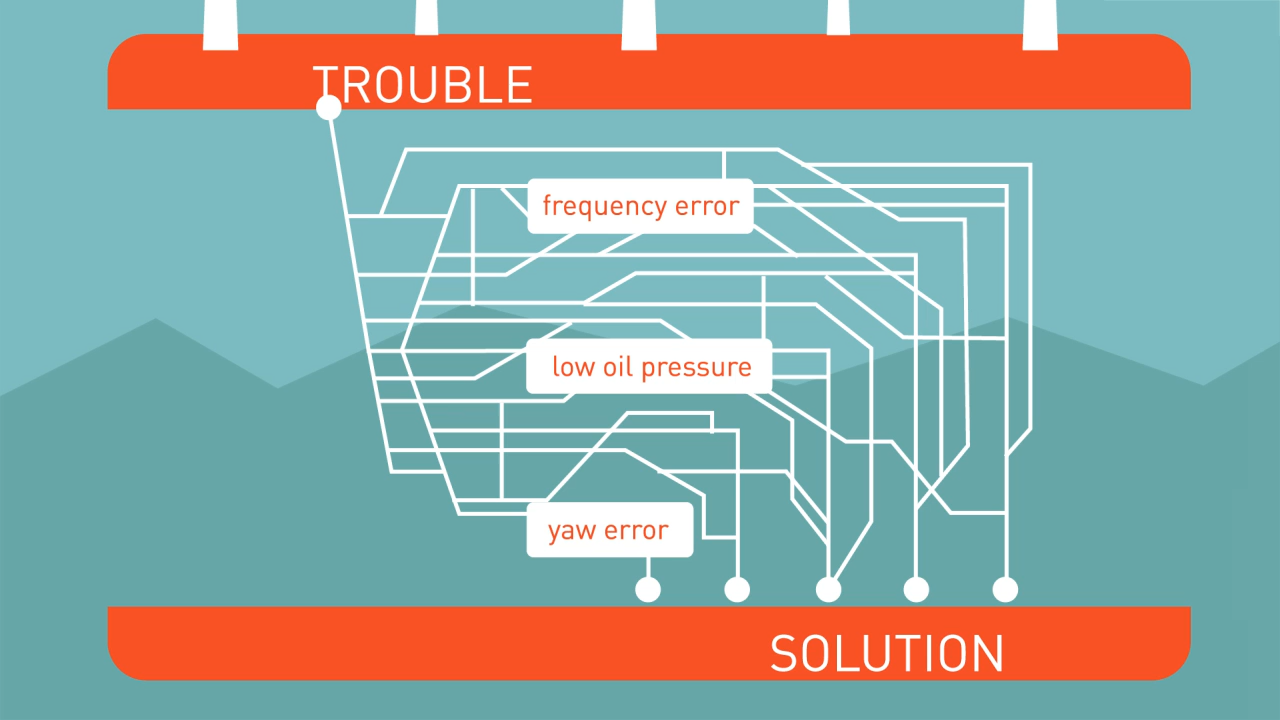 TROUBLE
frequency error
low oil pressure
yaw error
SOLUTION